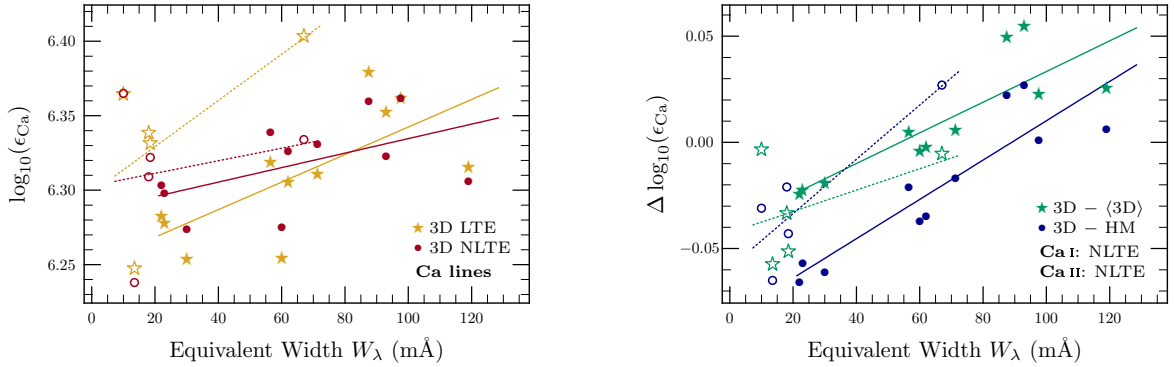 log₁₀(ϵCa)
6.40
6.35
6.30
6.25
3D LTE
3D NLTE
Ca lines
0 20 40 60 80 100 120
Equivalent Width Wλ (mÅ)
Δ log₁₀(ϵCa)
0.05
0.00
−0.05
3D − ⟨3D⟩
3D − HM
Ca I: NLTE
Ca II: NLTE
0 20 40 60 80 100 120
Equivalent Width Wλ (mÅ)